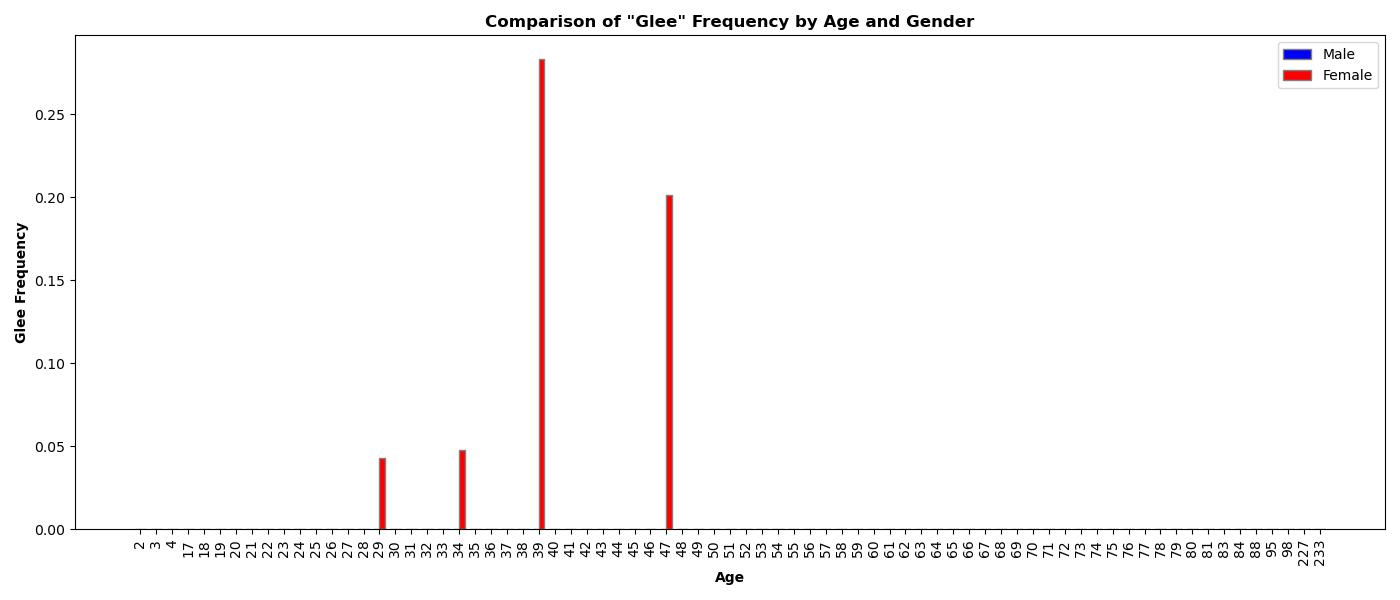 Comparison of "Glee" Frequency by Age and Gender
Male
Female
Glee Frequency
0.25
0.20
0.15
0.10
0.05
0.00
2 3 4 17 18 19 20 21 22 23 24 25 26 27 28 29 30 31 32 33 34 35 36 37 38 39 40 41 42 43 44 45 46 47 48 49 50 51 52 53 54 55 56 57 58 59 60 61 62 63 64 65 66 67 68 69 70 71 72 73 74 75 76 77 78 79 80 81 83 84 88 95 98 227 233
Age